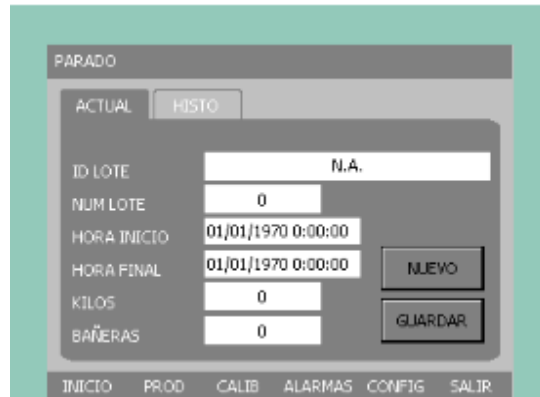 PARADO
ACTUAL HISTO
ID LOTE N.A.
NUM LOTE 0
HORA INICIO 01/01/1970 0:00:00
HORA FINAL 01/01/1970 0:00:00
NUEVO
KILOS 0
GUARDAR
BAÑERAS 0
INICIO PROD CALIB ALARMAS CONFIG SALIR